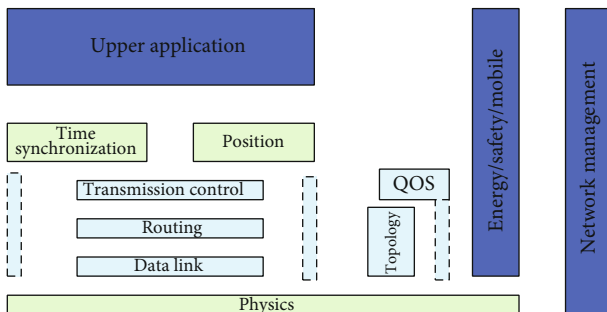 Upper application
Time
synchronization
Position
Transmission control
Routing
Data link
QOS
Topology
Energy/safety/mobile
Network management
Physics